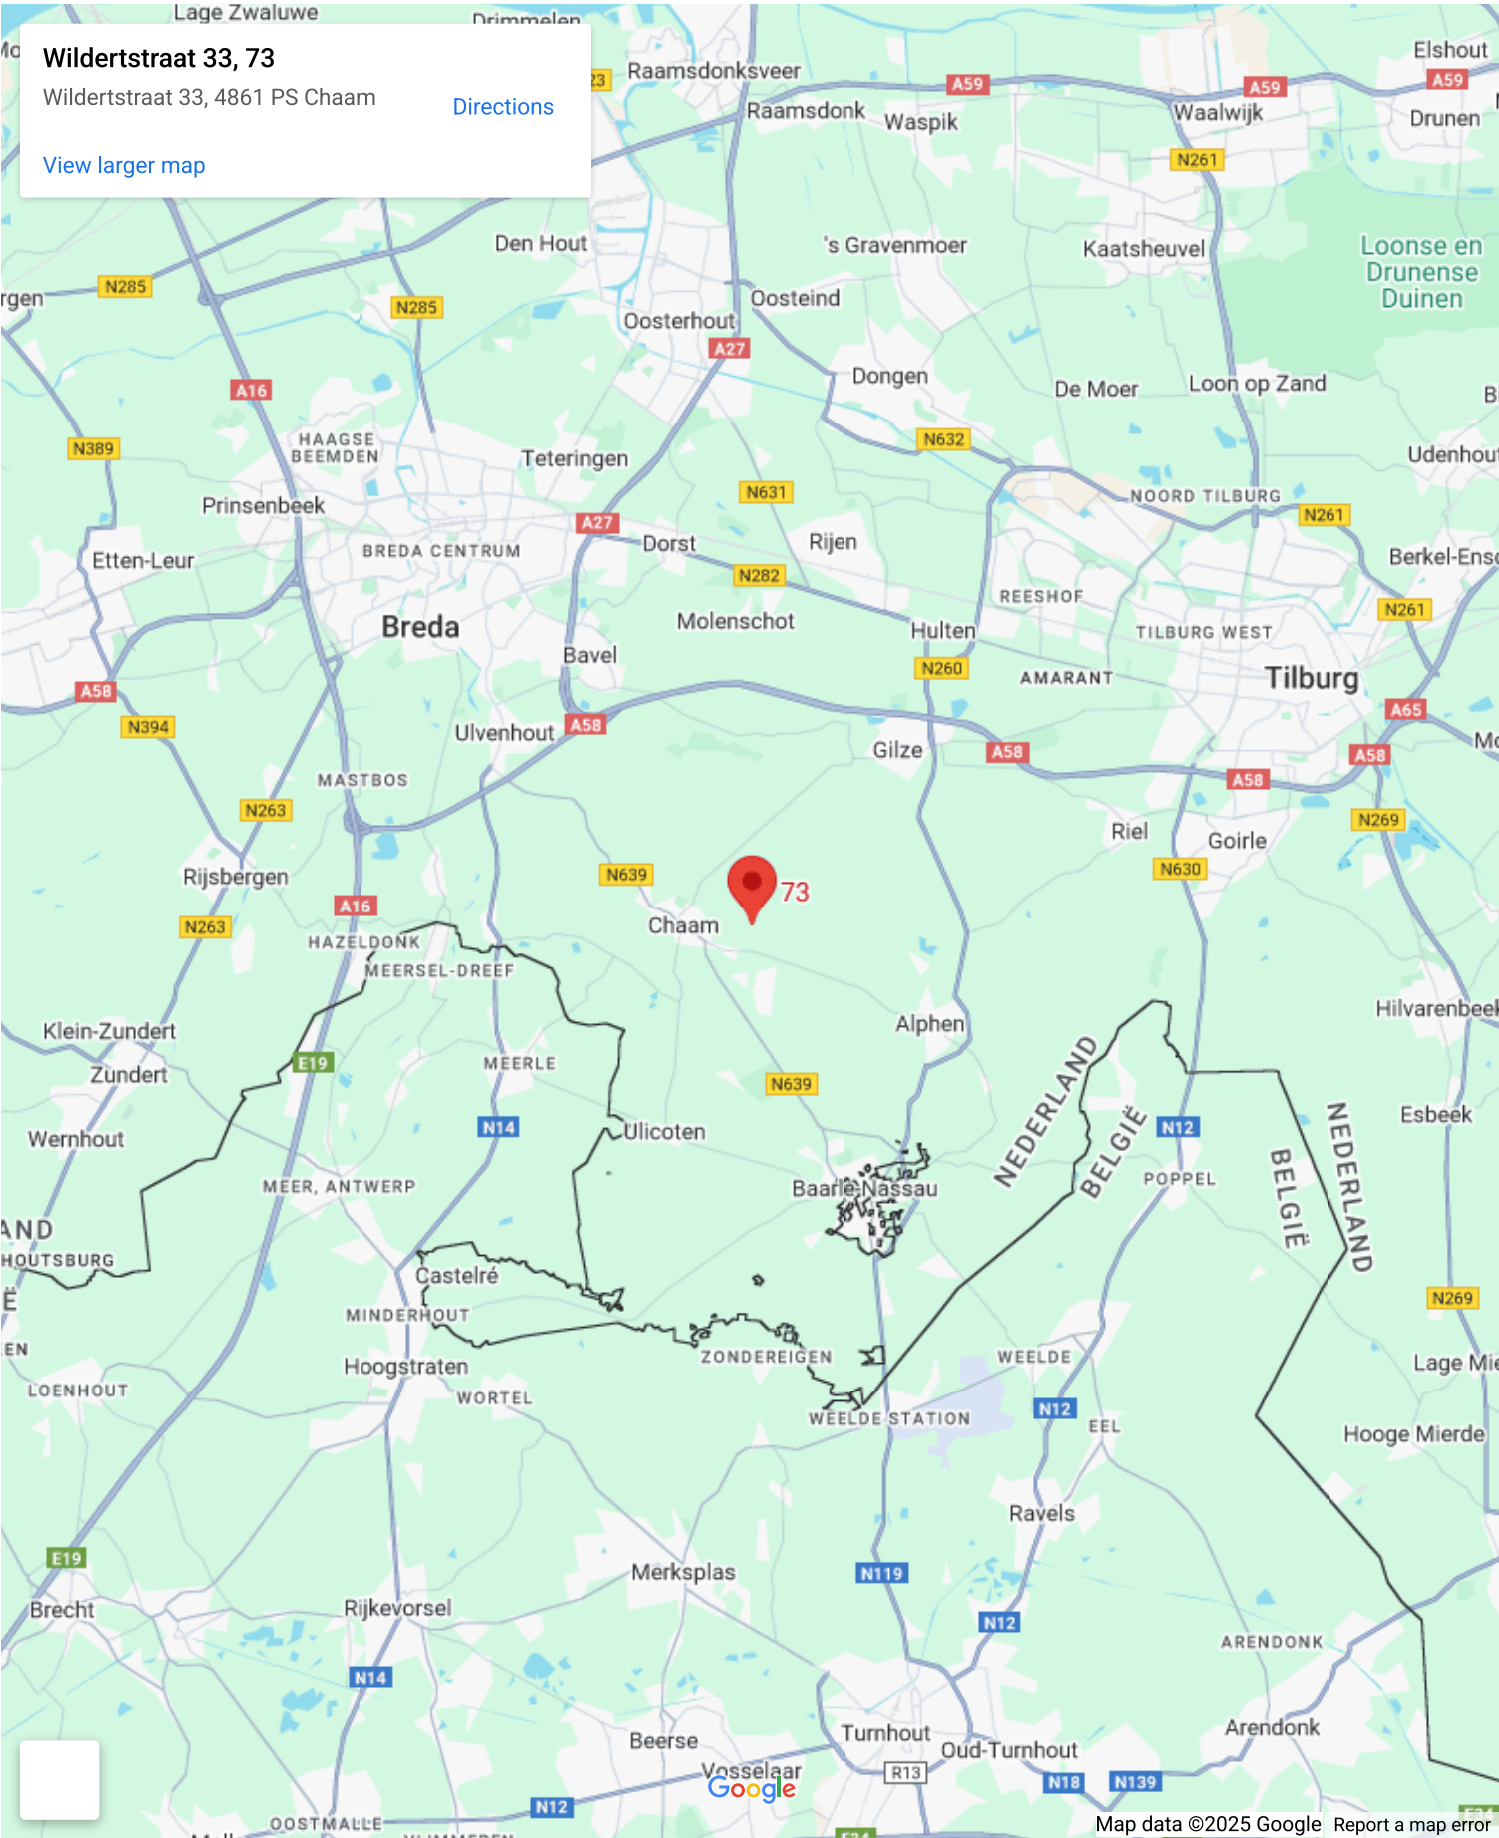 Lage Zwaluwe
Drimmelen
Wildertstraat 33, 73
Wildertstraat 33, 4861 PS Chaam
Directions
View larger map
Raamsdonksveer
A59
A59
Elshout
A59
Raamsdonk
Waspik
Waalwijk
Drunen
N261
Den Hout
's Gravenmoer
Kaatsheuvel
Loonse en
Drunense
Duinen
N285
N285
Oosteind
Oosterhout
A27
A16
Dongen
De Moer
Loon op Zand
N389
HAAGSE
BEEMDEN
Teteringen
N632
Udenhout
Prinsenbeek
N631
NOORD TILBURG
N261
A27
Etten-Leur
BREDA CENTRUM
Dorst
Rijen
N282
REESHOF
N261
Breda
Molenschot
Hulten
TILBURG WEST
Bavel
N260
AMARANT
Tilburg
A58
N394
A65
Ulvenhout
A58
Gilze
A58
A58
A58
MASTBOS
N263
N269
Riel
Goirle
Rijsbergen
N639
73
N630
A16
N263
Chaam
HAZELDONK
MEERSEL-DREEF
Hilvarenbeek
Klein-Zundert
Alphen
Zundert
E19
MEERLE
N639
NEDERLAND
BELGIË
N14
Ulicoten
N12
Esbeek
Wernhout
NEDERLAND
BELGIË
MEER, ANTWERP
Baarle-Nassau
POPPEL
HOUTSBURG
Castelré
N269
MINDERHOUT
Hoogstraten
ZONDEREIGEN
WEELDE
LOENHOUT
WORTEL
N12
WEELDE STATION
EEL
Hooge Mierde
Ravels
E19
Merksplas
N119
Brecht
Rijkevorsel
N12
ARENDONK
N14
Arendonk
Beerse
Turnhout
Oud-Turnhout
Vosselaar
R13
Google
N18
N139
N12
OOSTMALLE
Map data ©2025 Google
Report a map error